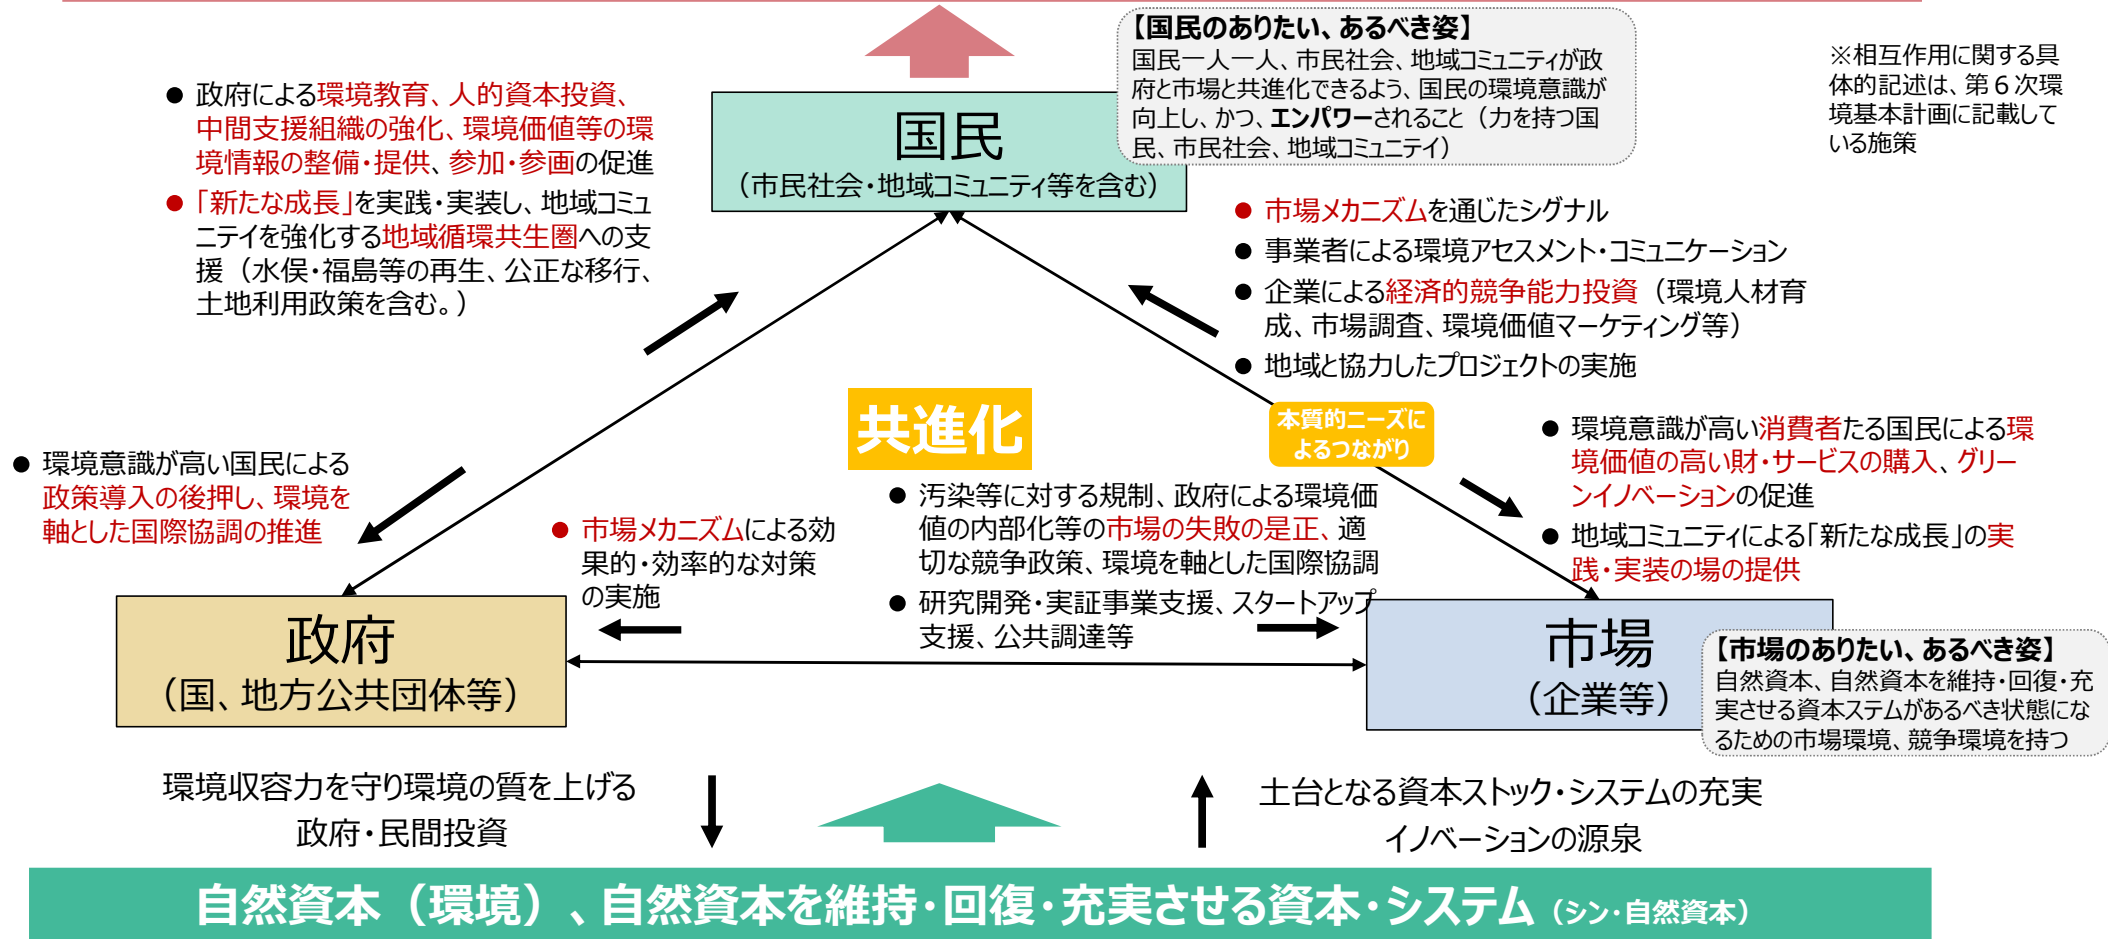 【国民のありたい、あるべき姿】
国民一人一人、市民社会、地域コミュニティが政
府と市場と共進化できるよう、国民の環境意識が
向上し、かつ、エンパワーされること（力を持つ国
民、市民社会、地域コミュニテイ）
※相互作用に関する具
体的記述は、第６次環
境基本計画に記載して
いる施策
● 政府による環境教育、人的資本投資、
中間支援組織の強化、環境価値等の環
境情報の整備・提供、参加・参画の促進
● 「新たな成長」を実践・実装し、地域コミュ
ニテイを強化する地域循環共生圏への支
援（水俣・福島等の再生、公正な移行、
土地利用政策を含む。）
国民
（市民社会・地域コミュニティ等を含む）
● 市場メカニズムを通じたシグナル
● 事業者による環境アセスメント・コミュニケーション
● 企業による経済的競争能力投資（環境人材育
成、市場調査、環境価値マーケティング等）
● 地域と協力したプロジェクトの実施
共進化
本質的ニーズに
よるつながり
● 環境意識が高い消費者たる国民による環
境価値の高い財・サービスの購入、グリー
ンイノベーションの促進
● 地域コミュニティによる「新たな成長」の実
践・実装の場の提供
● 環境意識が高い国民による
政策導入の後押し、環境を
軸とした国際協調の推進
● 市場メカニズムによる効
果的・効率的な対策
の実施
● 汚染等に対する規制、政府による環境価
値の内部化等の市場の失敗の是正、適
切な競争政策、環境を軸とした国際協調
● 研究開発・実証事業支援、スタートアップ
支援、公共調達等
政府
（国、地方公共団体等）
市場
（企業等）
【市場のありたい、あるべき姿】
自然資本、自然資本を維持・回復・充
実させる資本ステムがあるべき状態にな
るための市場環境、競争環境を持つ
環境収容力を守り環境の質を上げる
政府・民間投資
土台となる資本ストック・システムの充実
イノベーションの源泉
自然資本（環境）、自然資本を維持・回復・充実させる資本・システム（シン・自然資本）